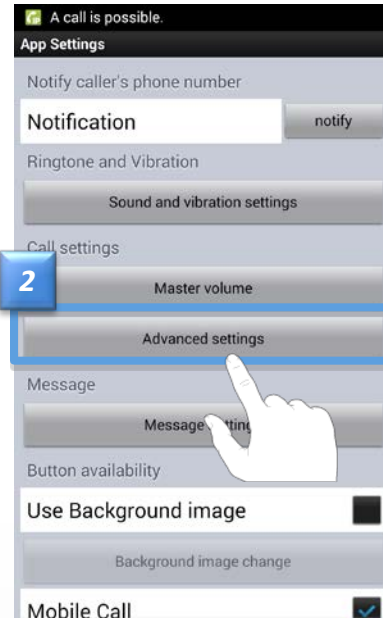 A call is possible.
App Settings
Notify caller's phone number
Notification
notify
Ringtone and Vibration
Sound and vibration settings
Call settings
2
Master volume
Advanced settings
Message
Message
Button availability
Use Background image
Background image change
Mobile Call